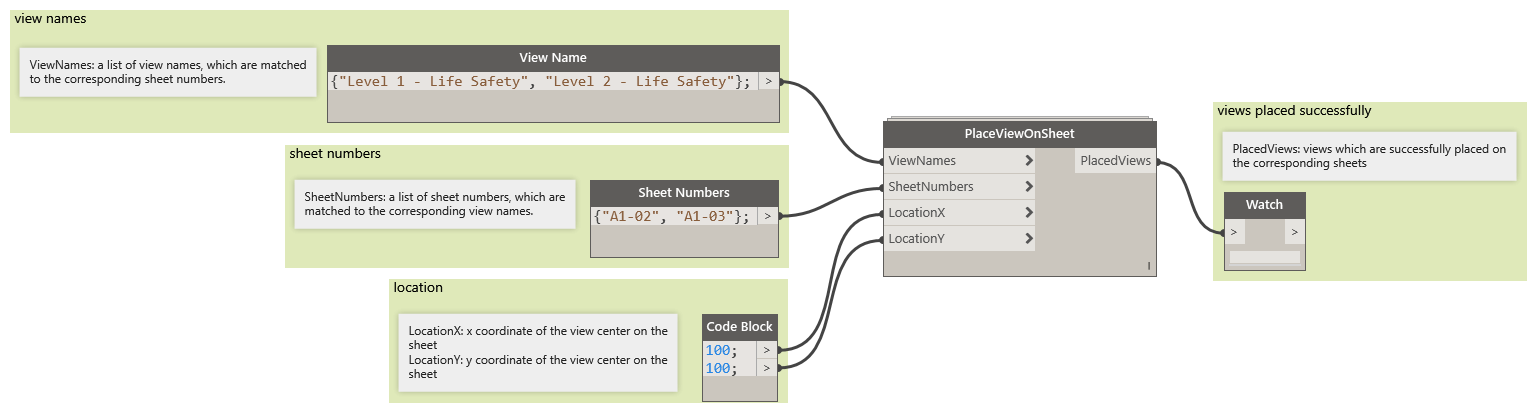 view names
ViewNames: a list of view names, which are matched
to the corresponding sheet numbers.
View Name
{"Level 1 - Life Safety", "Level 2 - Life Safety"}; >
sheet numbers
SheetNumbers: a list of sheet numbers, which are
matched to the corresponding view names.
Sheet Numbers
{"A1-02", "A1-03"}; >
location
LocationX: x coordinate of the view center on the
sheet
LocationY: y coordinate of the view center on the
sheet
Code Block
100; >
100; >
PlaceViewOnSheet
ViewNames > PlacedViews
SheetNumbers >
LocationX >
LocationY >
l
views placed successfully
PlacedViews: views which are successfully placed on
the corresponding sheets
Watch
> >